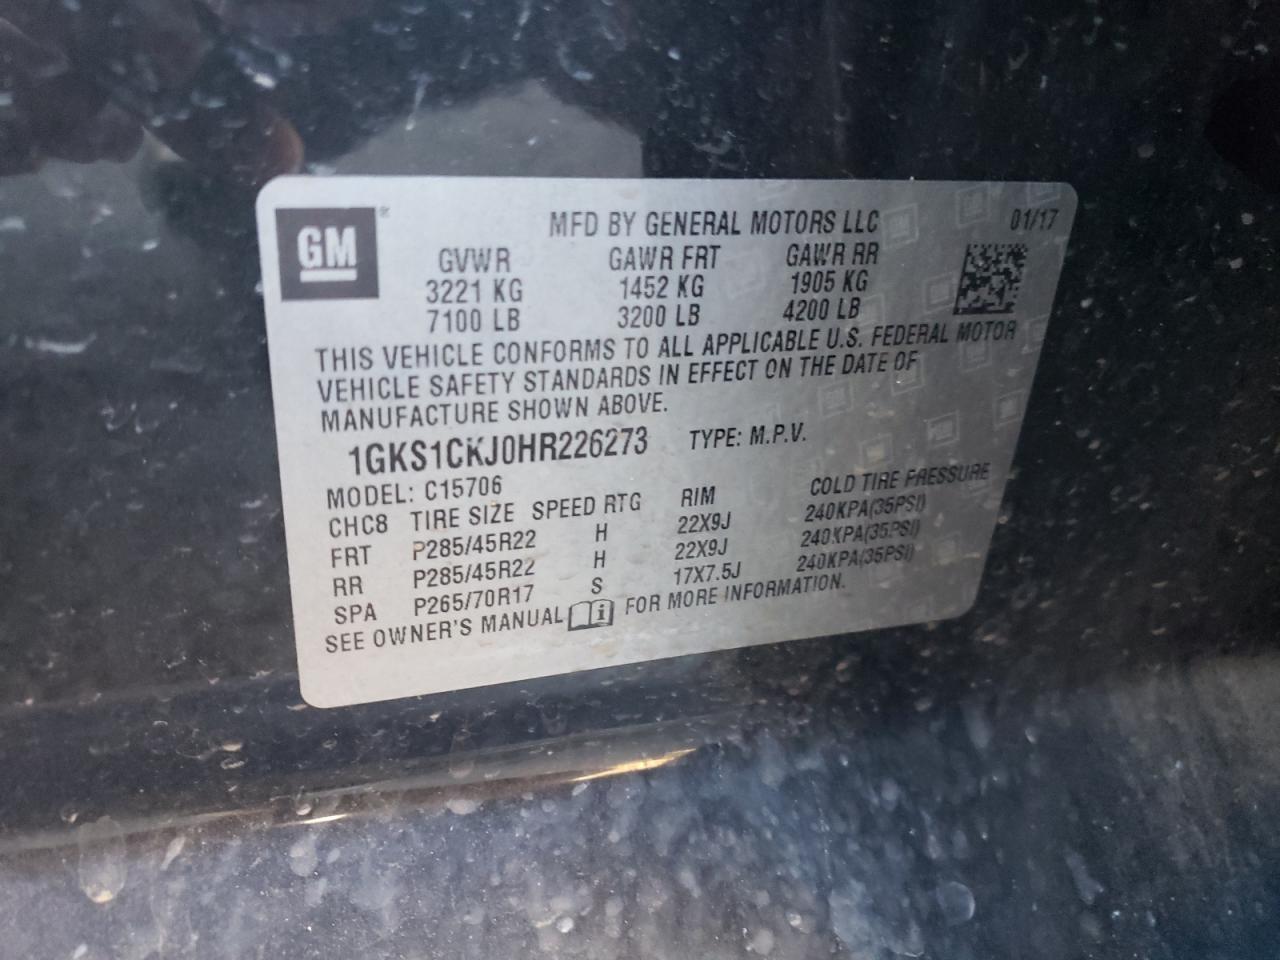 GM ®
MFD BY GENERAL MOTORS LLC 01/17
GVWR GAWR FRT GAWR RR
3221 KG 1452 KG 1905 KG
7100 LB 3200 LB 4200 LB
THIS VEHICLE CONFORMS TO ALL APPLICABLE U.S. FEDERAL MOTOR
VEHICLE SAFETY STANDARDS IN EFFECT ON THE DATE OF
MANUFACTURE SHOWN ABOVE.
1GKS1CKJ0HR226273 TYPE: M.P.V.
MODEL: C15706
CHC8 TIRE SIZE SPEED RTG RIM COLD TIRE PRESSURE
FRT P285/45R22 H 22X9J 240KPA(35PSI)
RR P285/45R22 H 22X9J 240KPA(35PSI)
SPA P265/70R17 S 17X7.5J 240KPA(35PSI)
SEE OWNER'S MANUAL i FOR MORE INFORMATION.